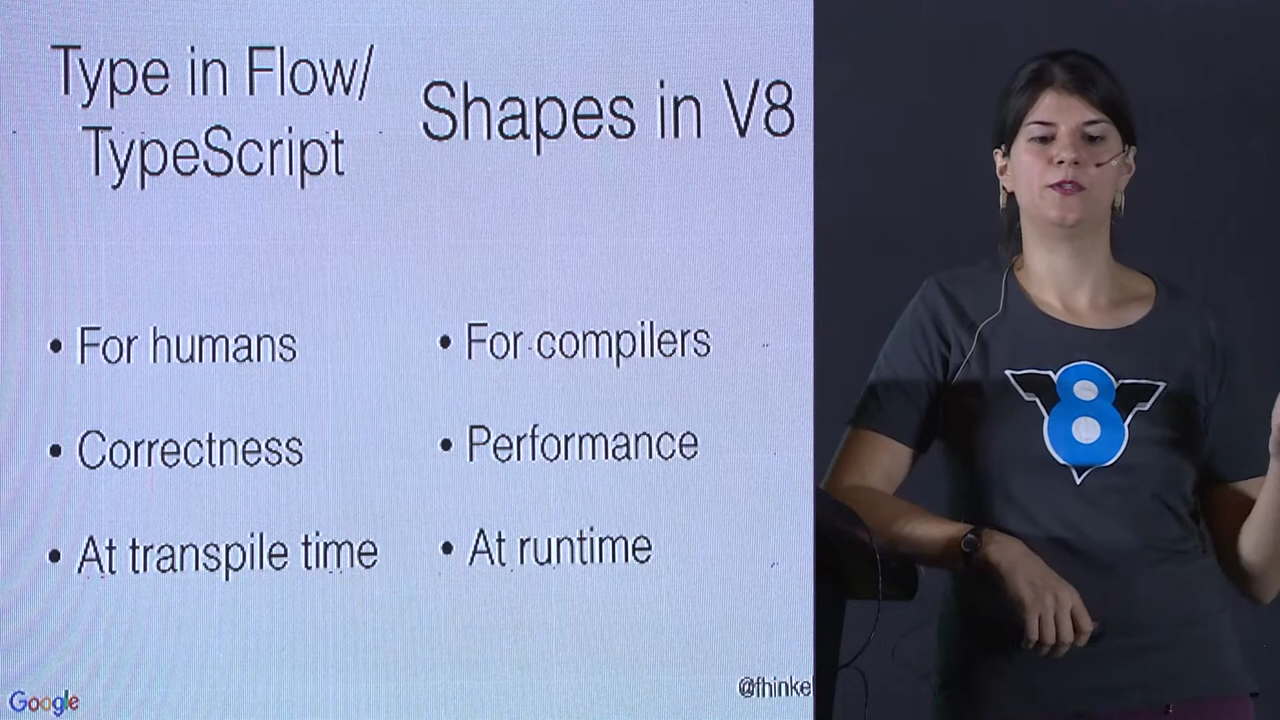 Type in Flow/
TypeScript
Shapes in V8
• For humans
• Correctness
• At transpile time
• For compilers
• Performance
• At runtime
Google
@fhinkel
8